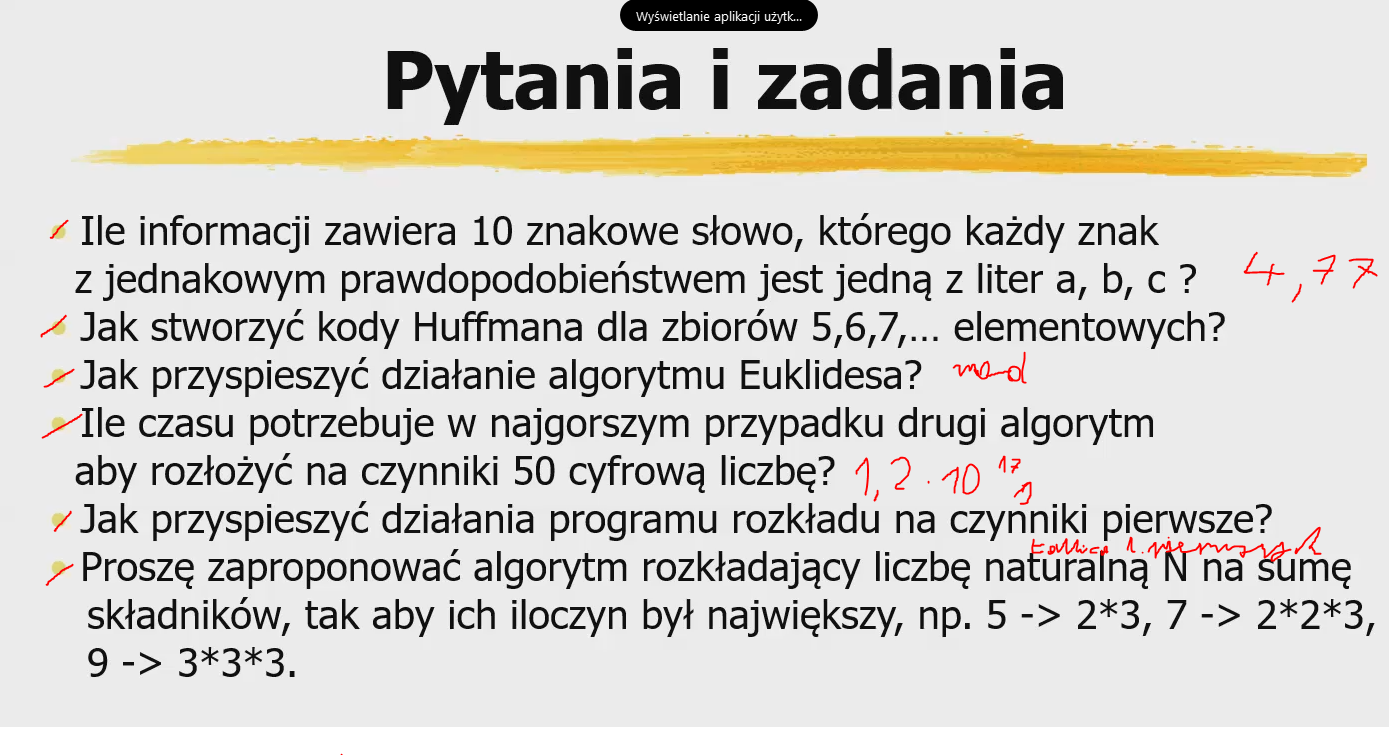 Wyświetlanie aplikacji użytk...
Pytania i zadania
Ile informacji zawiera 10 znakowe słowo, którego każdy znak
z jednakowym prawdopodobieństwem jest jedną z liter a, b, c ?
4,77
Jak stworzyć kody Huffmana dla zbiorów 5,6,7,... elementowych?
Jak przyspieszyć działanie algorytmu Euklidesa? mod
Ile czasu potrzebuje w najgorszym przypadku drugi algorytm
aby rozłożyć na czynniki 50 cyfrową liczbę? 1,2 · 10¹⁷
Jak przyspieszyć działania programu rozkładu na czynniki pierwsze?
l. pierwszych
Proszę zaproponować algorytm rozkładający liczbę naturalną N na sumę
składników, tak aby ich iloczyn był największy, np. 5 -> 2*3, 7 -> 2*2*3,
9 -> 3*3*3.